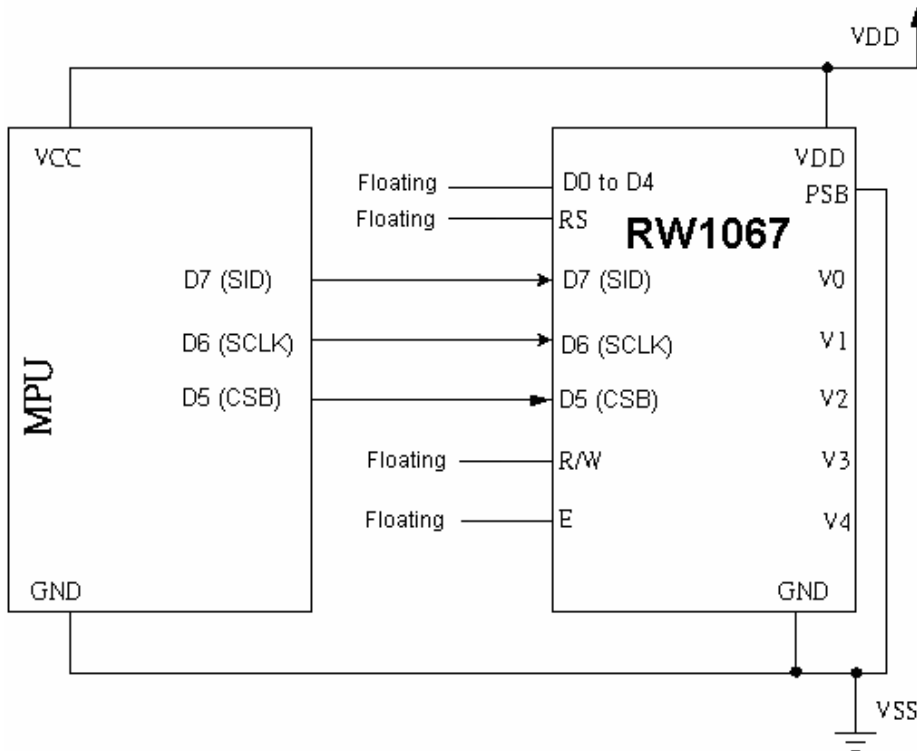 VDD
VCC
VDD
Floating
D0 to D4
PSB
Floating
RS
RW1067
D7 (SID)
D7 (SID)
V0
D6 (SCLK)
D6 (SCLK)
V1
MPU
D5 (CSB)
D5 (CSB)
V2
Floating
R/W
V3
Floating
E
V4
GND
GND
VSS